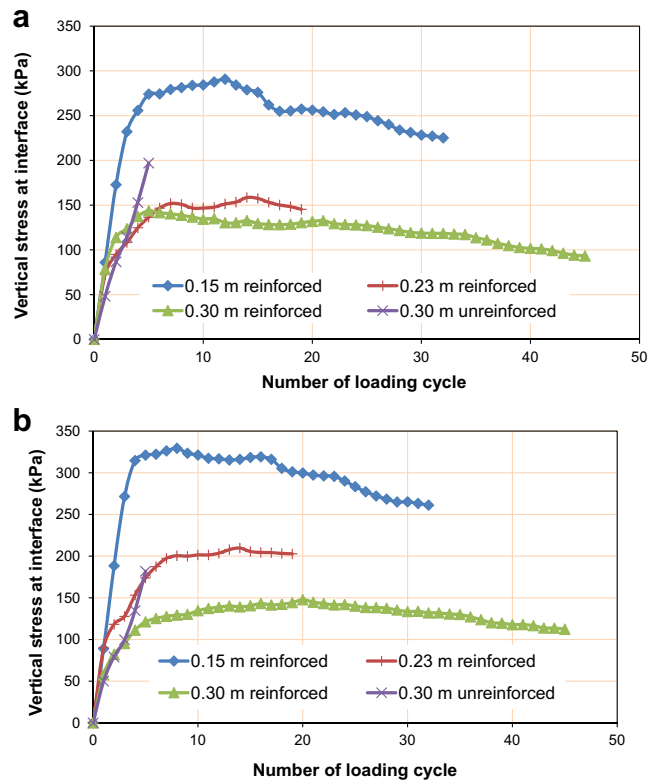 a
350
300
250
200
150
100
50
0
Vertical stress at interface (kPa)
0.15 m reinforced
0.23 m reinforced
0.30 m reinforced
0.30 m unreinforced
0 10 20 30 40 50
Number of loading cycle
b
350
300
250
200
150
100
50
0
Vertical stress at interface (kPa)
0.15 m reinforced
0.23 m reinforced
0.30 m reinforced
0.30 m unreinforced
0 10 20 30 40 50
Number of loading cycle